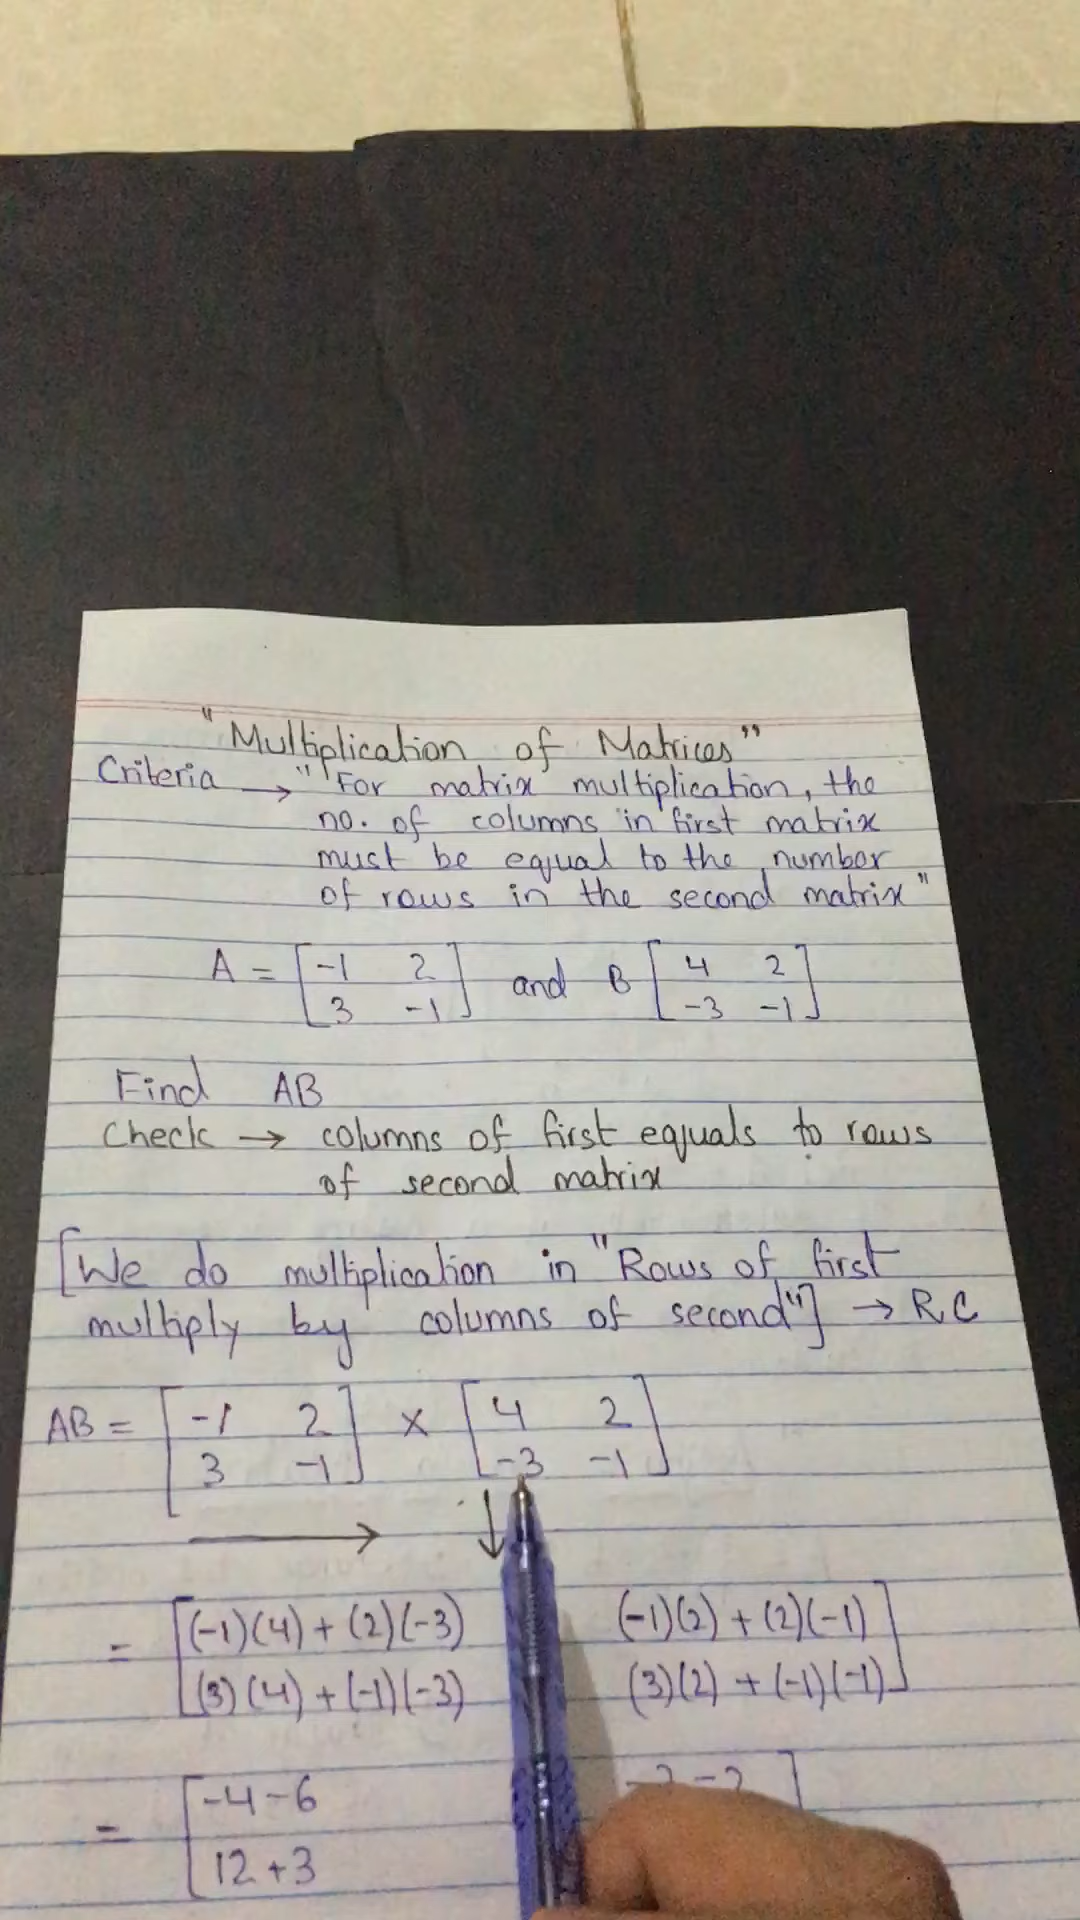 "Multiplication of Matrices"
Criteria → "For matrix multiplication, the
no. of columns in first matrix
must be equal to the number
of rows in the second matrix"
A = [-1 2] and B [4 2]
[3 -1] [-3 -1]
Find AB
Check → columns of first equals to rows
of second matrix
[We do multiplication in "Rows of first
multiply by columns of second"] → RC
AB = [-1 2] × [4 2]
[3 -1] [-3 -1]
→ ↓
= [(-1)(4) + (2)(-3) (-1)(2) + (2)(-1)]
[(3)(4) + (-1)(-3) (3)(2) + (-1)(-1)]
= [-4-6 -2-2]
[12+3